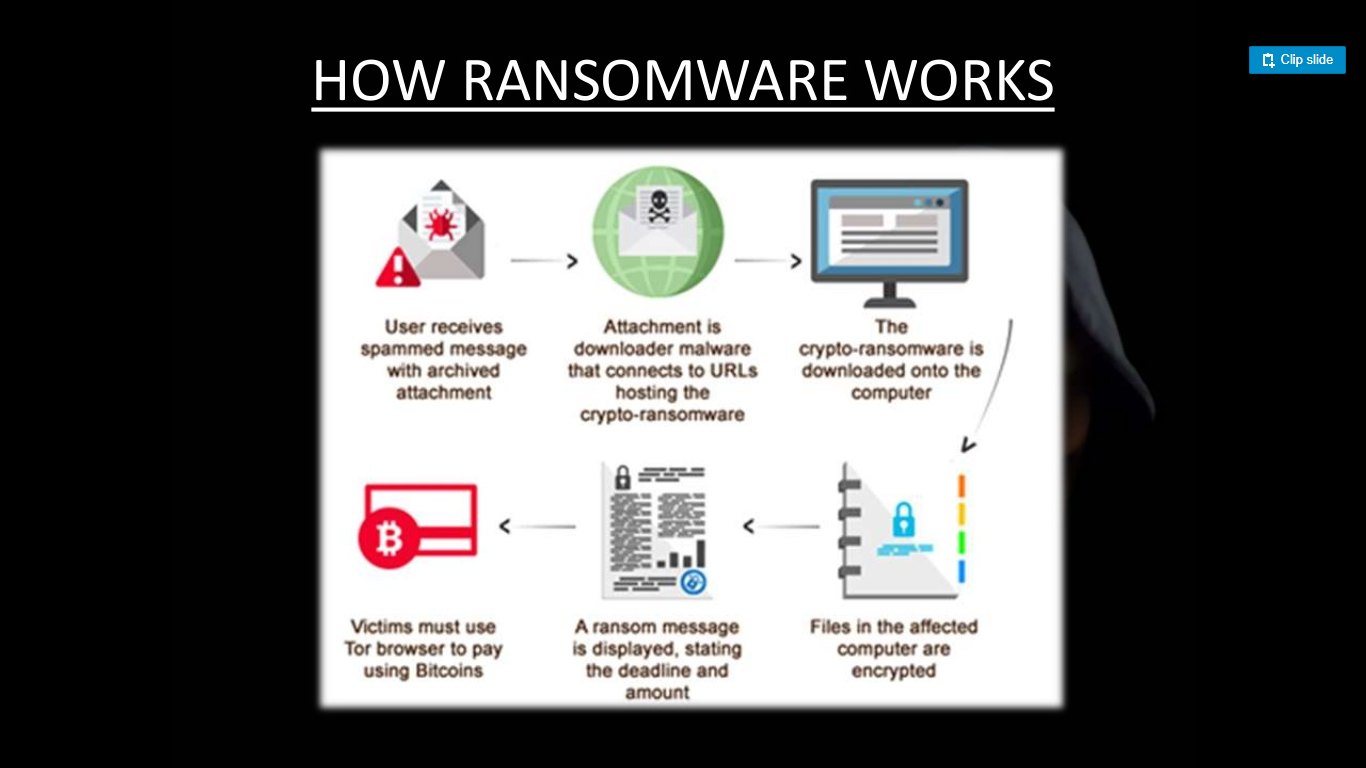 HOW RANSOMWARE WORKS
Clip slide
User receives
spammed message
with archived
attachment
Attachment is
downloader malware
that connects to URLs
hosting the
crypto-ransomware
The
crypto-ransomware is
downloaded onto the
computer
Files in the affected
computer are
encrypted
A ransom message
is displayed, stating
the deadline and
amount
Victims must use
Tor browser to pay
using Bitcoins